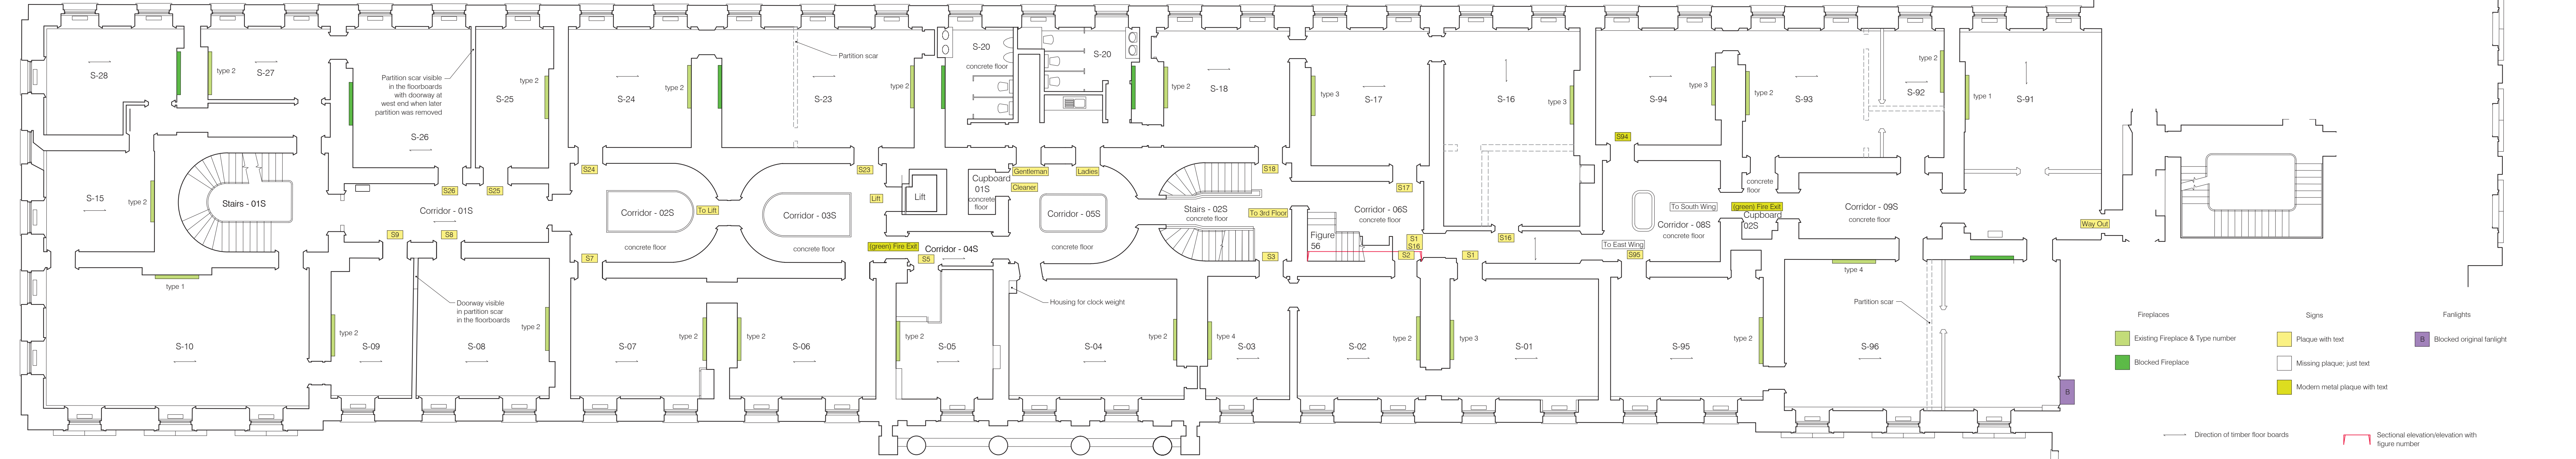 S-28
S-27
type 2
Partition scar visible
in the floorboards
with doorway at
west end when later
partition was removed
S-26
type 2
S-25
S-24
type 2
Partition scar
S-23
type 2
S-20
concrete floor
S-20
type 2
S-18
type 3
S-17
S-16
type 3
S-94
type 3
type 2
S-93
type 2
S-92
type 1
S-91
S94
S-15
type 2
Stairs - 01S
S26
S25
Corridor - 01S
S9
S8
S24
S23
Corridor - 02S
To Lift
Corridor - 03S
concrete floor
concrete floor
S7
Lift
Lift
Cupboard
01S
concrete
floor
Gentleman
Cleaner
Ladies
(green) Fire Exit
Corridor - 04S
S5
Corridor - 05S
concrete floor
Stairs - 02S
concrete floor
S18
To 3rd Floor
S3
S17
Corridor - 06S
concrete floor
Figure
56
S1
S16
S2
S1
S16
concrete
floor
To South Wing
(green) Fire Exit
Cupboard
02S
Corridor - 08S
concrete floor
To East Wing
S95
Corridor - 09S
concrete floor
Way Out
type 1
S-10
type 2
S-09
Doorway visible
in partition scar
in the floorboards
type 2
S-08
S-07
type 2
type 2
S-06
type 2
S-05
Housing for clock weight
S-04
type 2
type 4
S-03
S-02
type 2
type 3
S-01
S-95
type 2
type 4
Partition scar
S-96
B
Fireplaces
Existing Fireplace & Type number
Blocked Fireplace
Signs
Plaque with text
Missing plaque; just text
Modern metal plaque with text
Fanlights
B
Blocked original fanlight
Direction of timber floor boards
Sectional elevation/elevation with
figure number